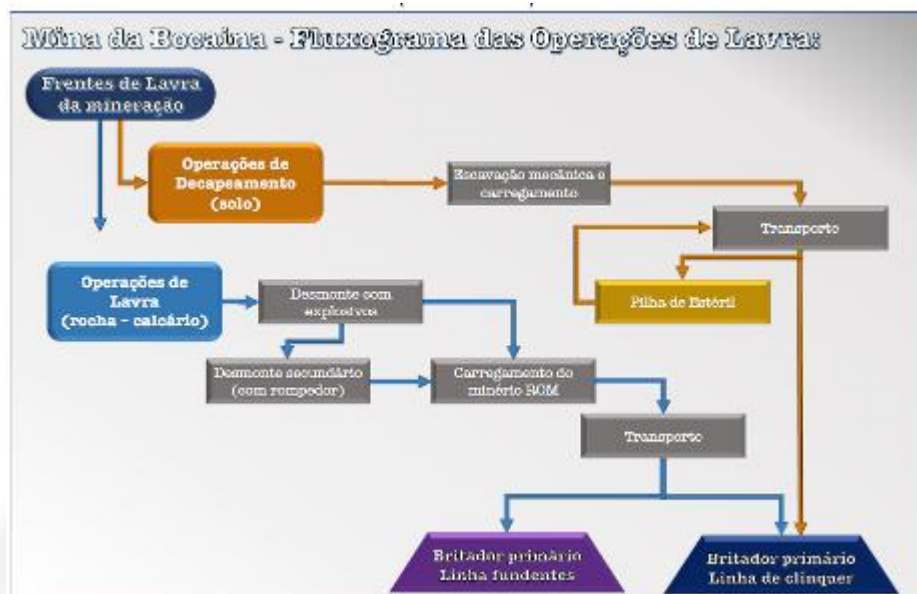 Mina da Bocaina - Fluxograma das Operações de Lavra:
Frentes de Lavra
da mineração
Operações de
Decapeamento
(solo)
Escavação mecânica e
carregamento
Transporte
Operações de
Lavra
(rocha - calcário)
Desmonte com
explosivos
Pilha de Estéril
Desmonte secundário
(com rompedor)
Carregamento do
minério ROM
Transporte
Britador primário
Linha fundentes
Britador primário
Linha de clinquer